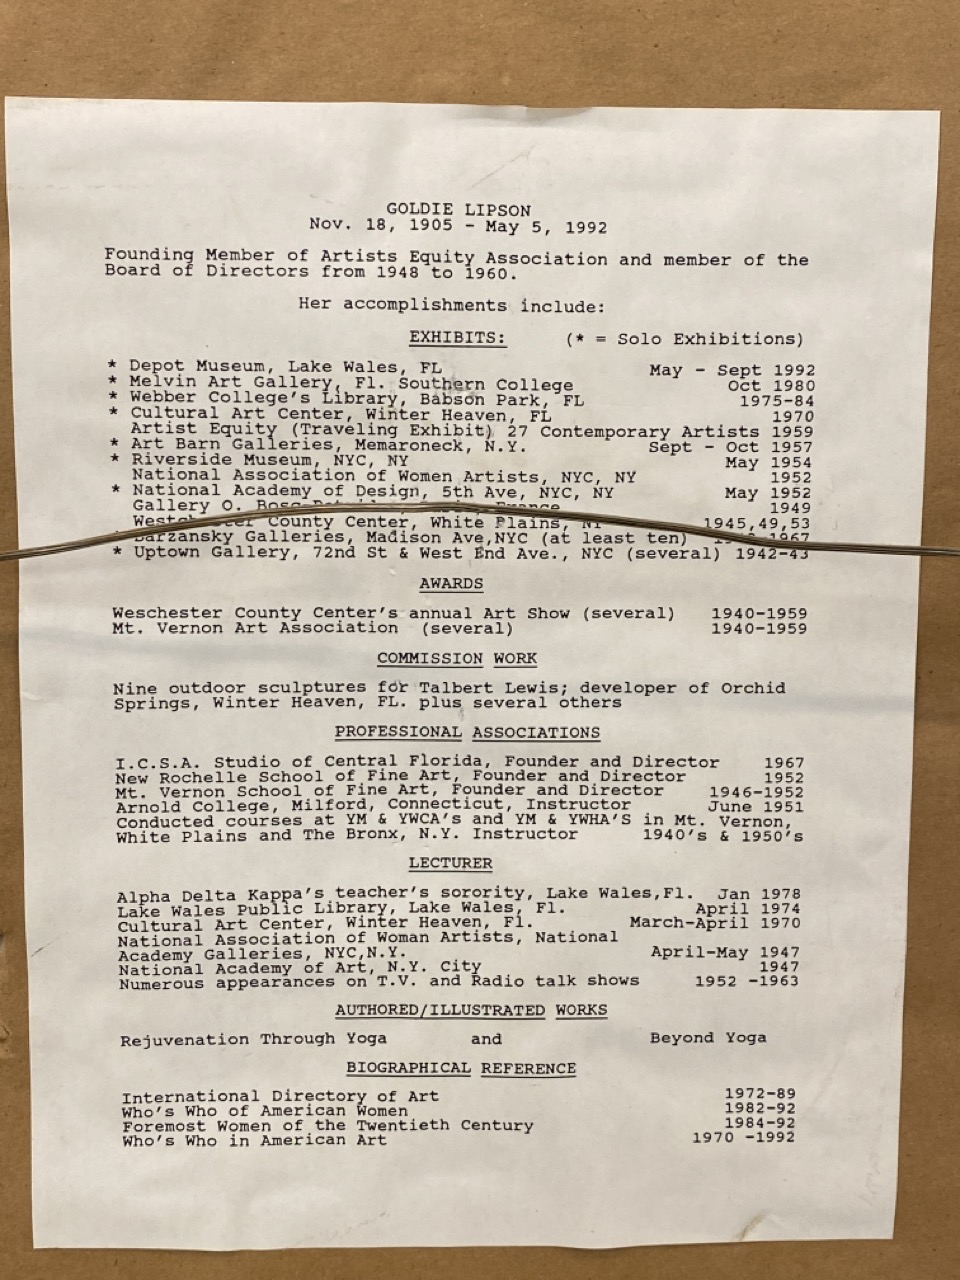 GOLDIE LIPSON
Nov. 18, 1905 - May 5, 1992
Founding Member of Artists Equity Association and member of the
Board of Directors from 1948 to 1960.
Her accomplishments include:
EXHIBITS: (* = Solo Exhibitions)
* Depot Museum, Lake Wales, FL May - Sept 1992
* Melvin Art Gallery, Fl. Southern College Oct 1980
* Webber College's Library, Babson Park, FL 1975-84
* Cultural Art Center, Winter Heaven, FL 1970
Artist Equity (Traveling Exhibit) 27 Contemporary Artists 1959
* Art Barn Galleries, Memaroneck, N.Y. Sept - Oct 1957
* Riverside Museum, NYC, NY May 1954
National Association of Women Artists, NYC, NY 1952
* National Academy of Design, 5th Ave, NYC, NY May 1952
Gallery O. France 1949
County Center, White Plains, NY 1945,49,53
Barzansky Galleries, Madison Ave,NYC (at least ten)
* Uptown Gallery, 72nd St & West End Ave., NYC (several) 1942-43
AWARDS
Weschester County Center's annual Art Show (several) 1940-1959
Mt. Vernon Art Association (several) 1940-1959
COMMISSION WORK
Nine outdoor sculptures for Talbert Lewis; developer of Orchid
Springs, Winter Heaven, FL. plus several others
PROFESSIONAL ASSOCIATIONS
I.C.S.A. Studio of Central Florida, Founder and Director 1967
New Rochelle School of Fine Art, Founder and Director 1952
Mt. Vernon School of Fine Art, Founder and Director 1946-1952
Arnold College, Milford, Connecticut, Instructor June 1951
Conducted courses at YM & YWCA's and YM & YWHA'S in Mt. Vernon,
White Plains and The Bronx, N.Y. Instructor 1940's & 1950's
LECTURER
Alpha Delta Kappa's teacher's sorority, Lake Wales,Fl. Jan 1978
Lake Wales Public Library, Lake Wales, Fl. April 1974
Cultural Art Center, Winter Heaven, Fl. March-April 1970
National Association of Woman Artists, National
Academy Galleries, NYC,N.Y. April-May 1947
National Academy of Art, N.Y. City 1947
Numerous appearances on T.V. and Radio talk shows 1952 -1963
AUTHORED/ILLUSTRATED WORKS
Rejuvenation Through Yoga and Beyond Yoga
BIOGRAPHICAL REFERENCE
International Directory of Art 1972-89
Who's Who of American Women 1982-92
Foremost Women of the Twentieth Century 1984-92
Who's Who in American Art 1970 -1992